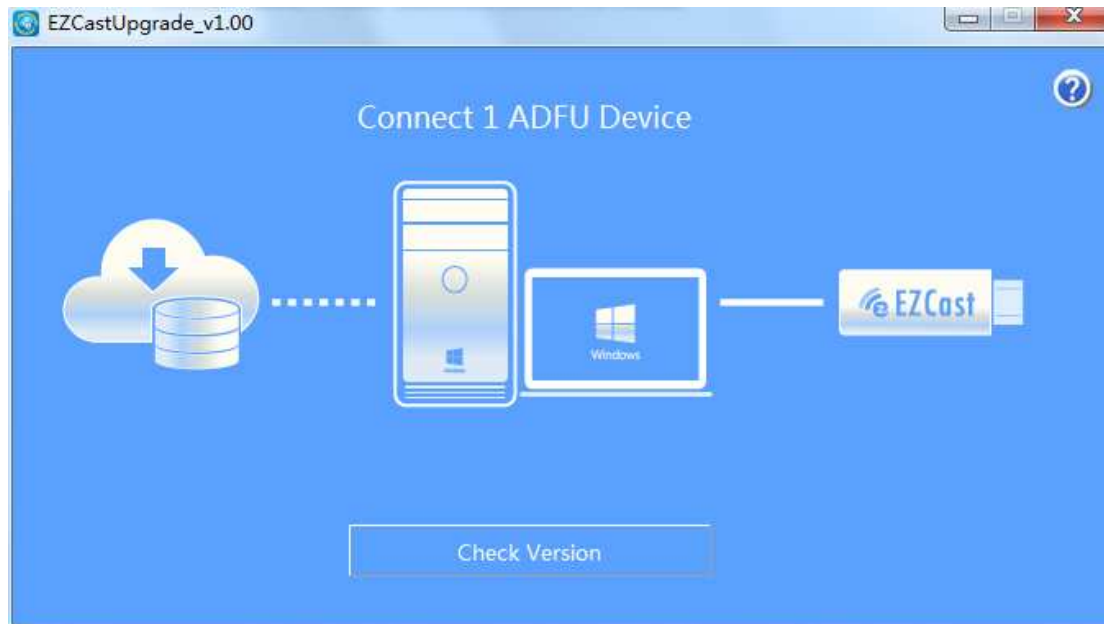 EZCastUpgrade_v1.00
Connect 1 ADFU Device
Windows
EZCast
Check Version